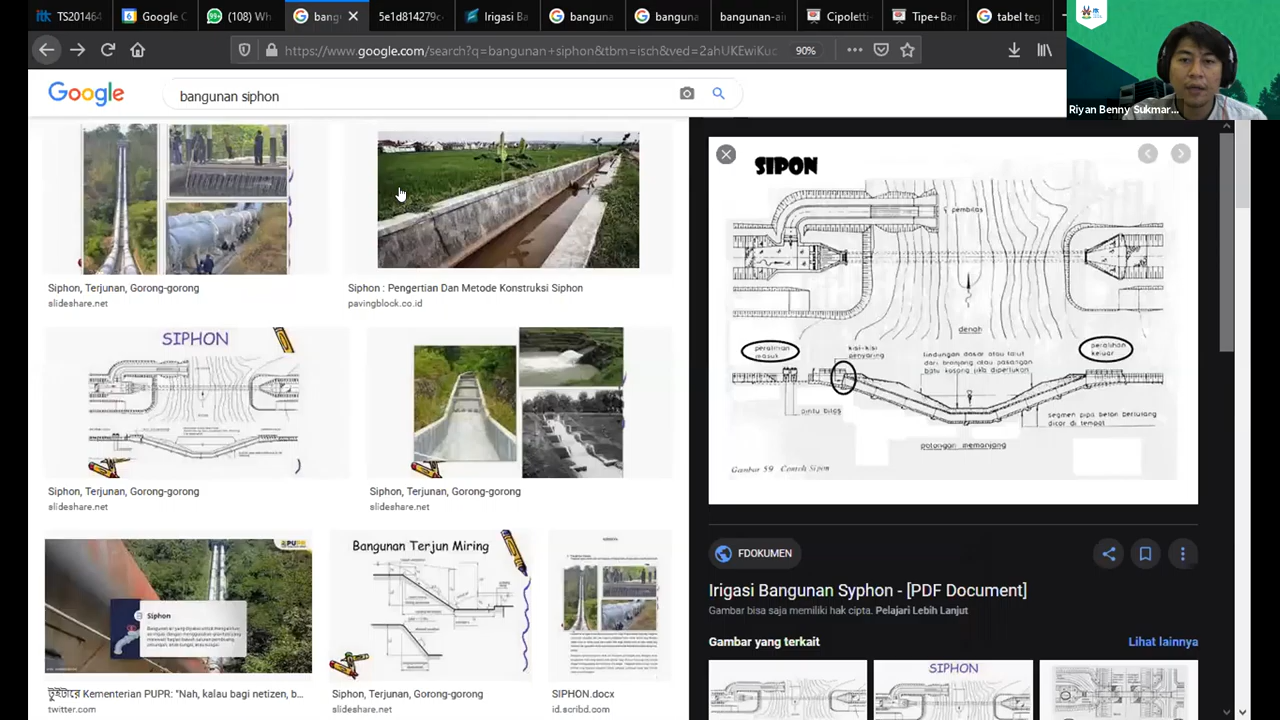 TS20164
Google C
(108) Wh
bang
1814279c
Irigasi Ba
banguna
banguna
bangunan-air
Cipoletti
Tipe+Bar
tabel teg
https://www.google.com/search?q=bangunan+siphon&tbm=isch&ved=2ahUKEwiKuc
90%
Riyan Benny Sukmar...
Google
bangunan siphon
Siphon, Terjunan, Gorong-gorong
slideshare.net
Siphon : Pengertian Dan Metode Konstruksi Siphon
pavingblock.co.id
SIPHON
Siphon, Terjunan, Gorong-gorong
slideshare.net
Siphon, Terjunan, Gorong-gorong
slideshare.net
PUPR
Siphon
Kementerian PUPR: "Nah, kalau bagi netizen, b...
twitter.com
Bangunan Terjun Miring
Siphon, Terjunan, Gorong-gorong
slideshare.net
SIPHON.docx
id.scribd.com
SIPON
pembilas
denah
peralihan
masuk
kisi-kisi
penyaring
lindungan dasar atau talut
dari bronjong atau pasangan
batu kosong jika diperlukan
peralihan
keluar
pintu bilas
segmen pipa beton bertulang
dicor di tempat
potongan memanjang
Gambar 59 Contoh Sipon
FDOKUMEN
Irigasi Bangunan Syphon - [PDF Document]
Gambar bisa saja memiliki hak cipta. Pelajari Lebih Lanjut
Gambar yang terkait
Lihat lainnya
SIPHON